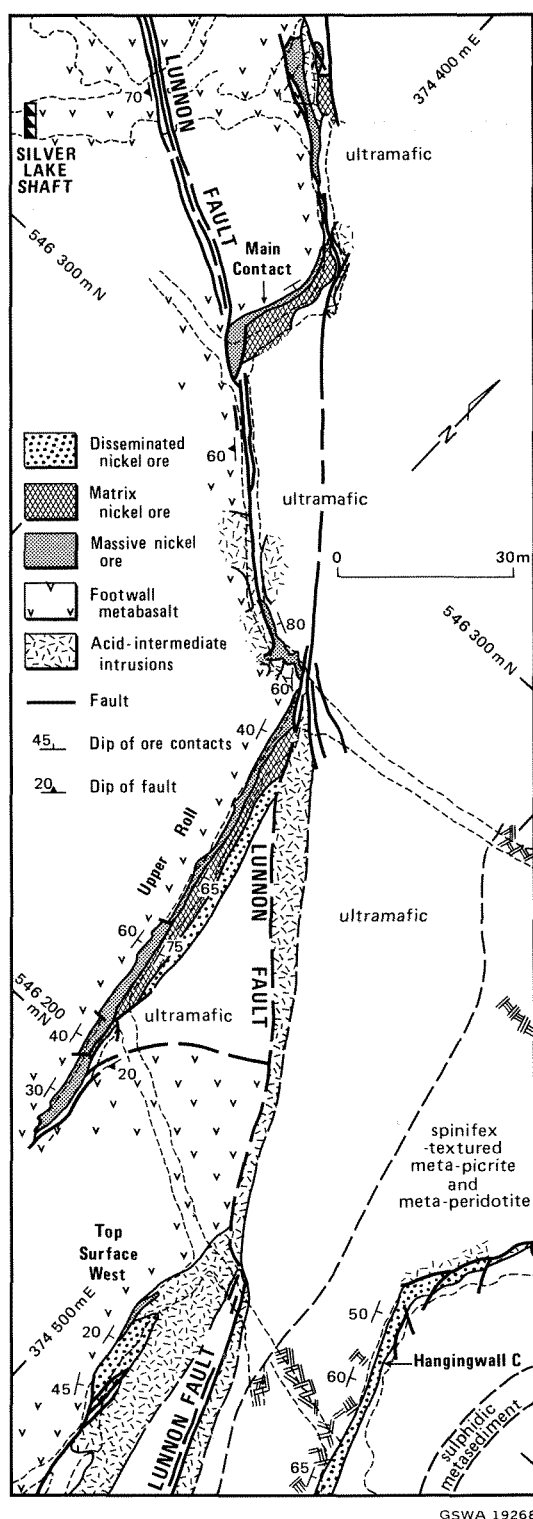 LUNNON
FAULT
70
374 400 mE
SILVER
LAKE
SHAFT
ultramafic
546 300 mN
Main
Contact
N
Disseminated
nickel ore
Matrix
nickel ore
Massive nickel
ore
Footwall
metabasalt
Acid-intermediate
intrusions
Fault
45
Dip of ore contacts
20
Dip of fault
60
ultramafic
0 30m
80
546 300 mN
60
40
Upper Roll
65
LUNNON
FAULT
ultramafic
60
75
546 200
mN
40
ultramafic
20
30
spinifex
-textured
meta-picrite
and
meta-peridotite
Top
Surface
West
374 500 mE
20
45
LUNNON FAULT
50
60
Hangingwall C
65
sulphidic
metasediment
GSWA 19268